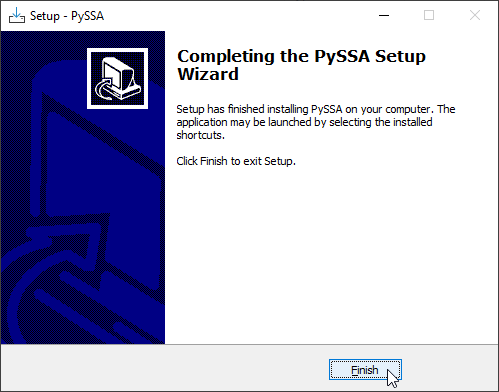 Setup - PySSA
Completing the PySSA Setup
Wizard
Setup has finished installing PySSA on your computer. The
application may be launched by selecting the installed
shortcuts.
Click Finish to exit Setup.
Finish